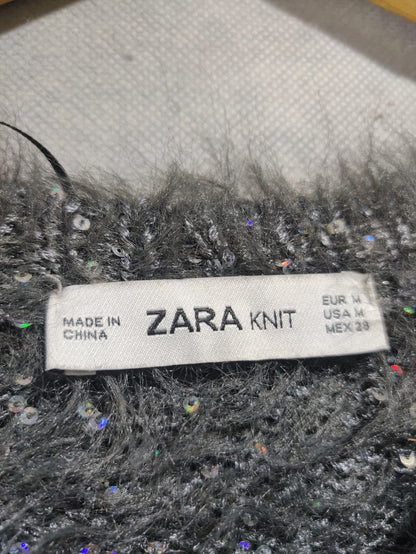 MADE IN
CHINA
ZARA KNIT
EUR M
USA M
MEX 28